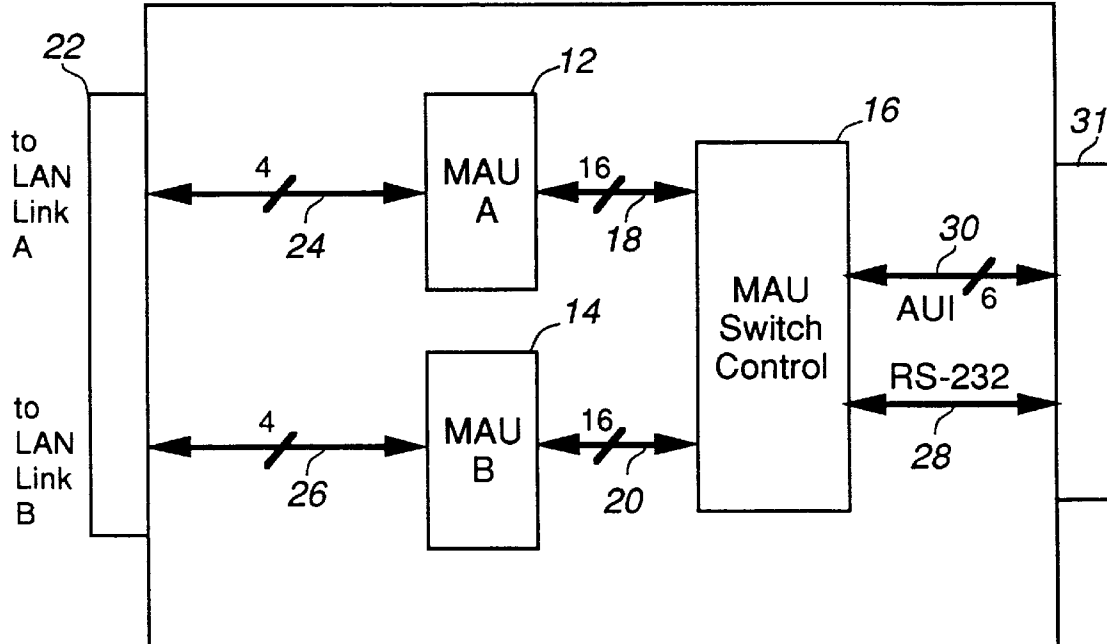 22
to
LAN
Link
A
4
24
12
MAU
A
16
18
16
MAU
Switch
Control
31
30
AUI
6
RS-232
28
to
LAN
Link
B
4
26
14
MAU
B
16
20